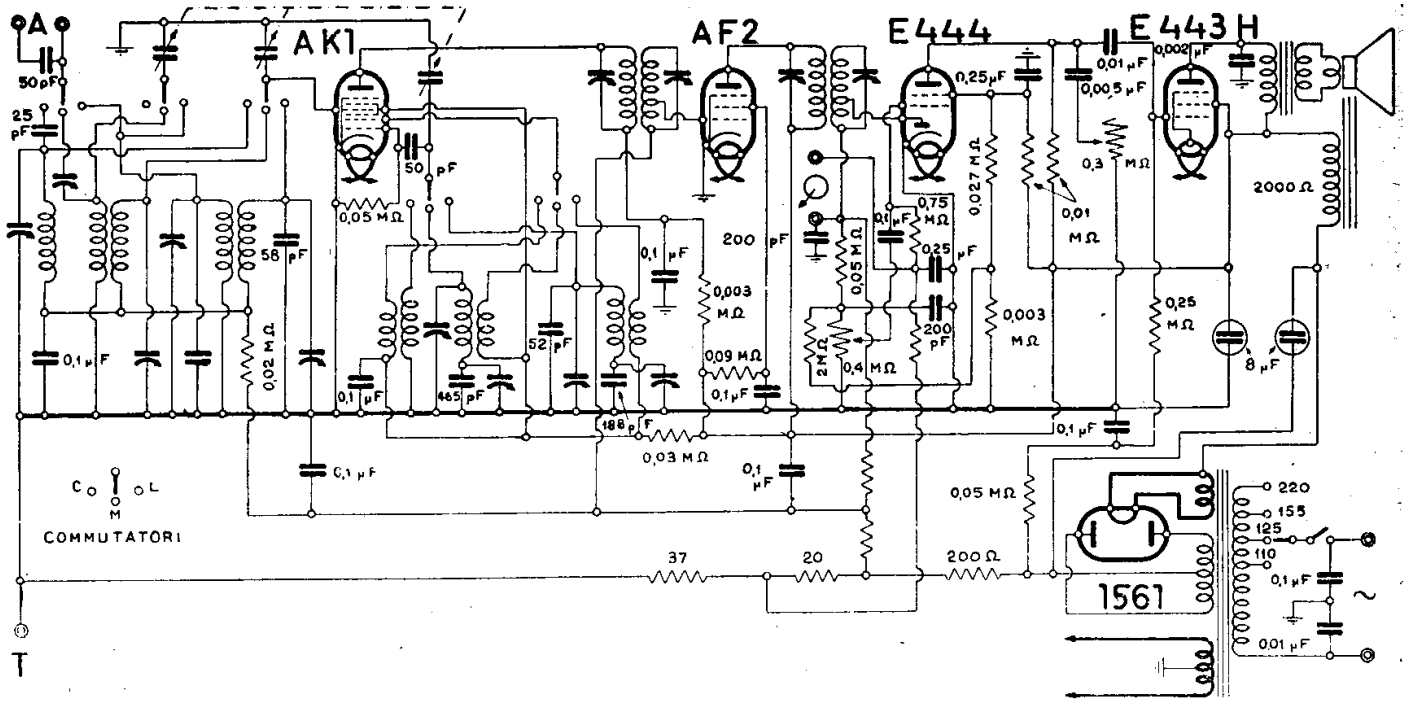 A
AK1
AF2
E444
E443H
50pF
25
pF
0,25µF
0,01 µF
0,002 µF
0,005 µF
50
pF
0,05 MΩ
58
pF
0,1 µF
0,02 MΩ
0,1 µF
200 pF
0,003
MΩ
0,09 MΩ
0,1µF
52 pF
0,1 µF
465 pF
188 pF
0,03 MΩ
0,1
µF
0,1 µF
0,75
MΩ
0,1µF
0,25
µF
0,05 MΩ
200
pF
2 MΩ
0,4 MΩ
0,027 MΩ
0,003
MΩ
0,01
MΩ
0,3
MΩ
2000 Ω
0,25
MΩ
8 µF
0,1 µF
0,05 MΩ
C
L
M
COMMUTATORI
37
20
200 Ω
1561
220
155
125
110
0,1 µF
0,01 µF
~
T